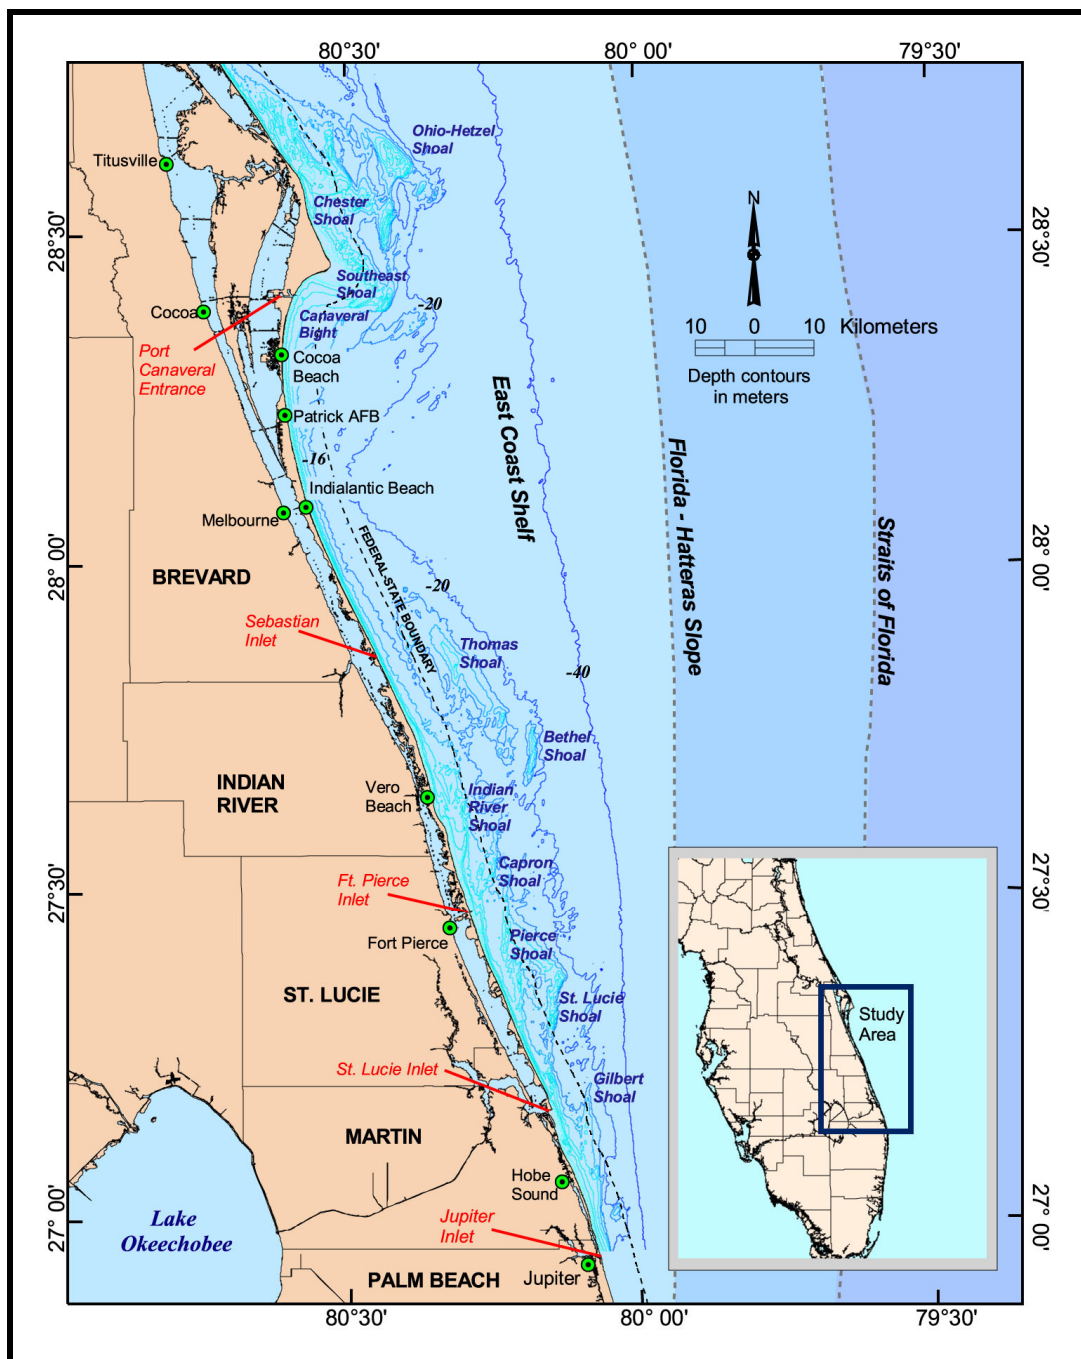 80°30'
80°00'
79°30'
Ohio-Hetzel
Shoal
Titusville
Chester
Shoal
N
28°30'
28°30'
Southeast
Shoal
-20
Cocoa
Canaveral
Bight
10 0 10 Kilometers
Port
Canaveral
Entrance
Cocoa
Beach
Depth contours
in meters
East Coast Shelf
Patrick AFB
Florida - Hatteras Slope
-16
Indialantic Beach
Melbourne
Straits of Florida
FEDERAL-STATE BOUNDARY
28° 00'
28° 00'
BREVARD
-20
Sebastian
Inlet
Thomas
Shoal
-40
Bethel
Shoal
INDIAN
RIVER
Vero
Beach
Indian
River
Shoal
Capron
Shoal
27°30'
27°30'
Ft. Pierce
Inlet
Fort Pierce
Pierce
Shoal
ST. LUCIE
St. Lucie
Shoal
Study
Area
St. Lucie Inlet
Gilbert
Shoal
MARTIN
Hobe
Sound
27° 00'
27° 00'
Lake
Okeechobee
Jupiter
Inlet
PALM BEACH
Jupiter
80°30'
80° 00'
79°30'